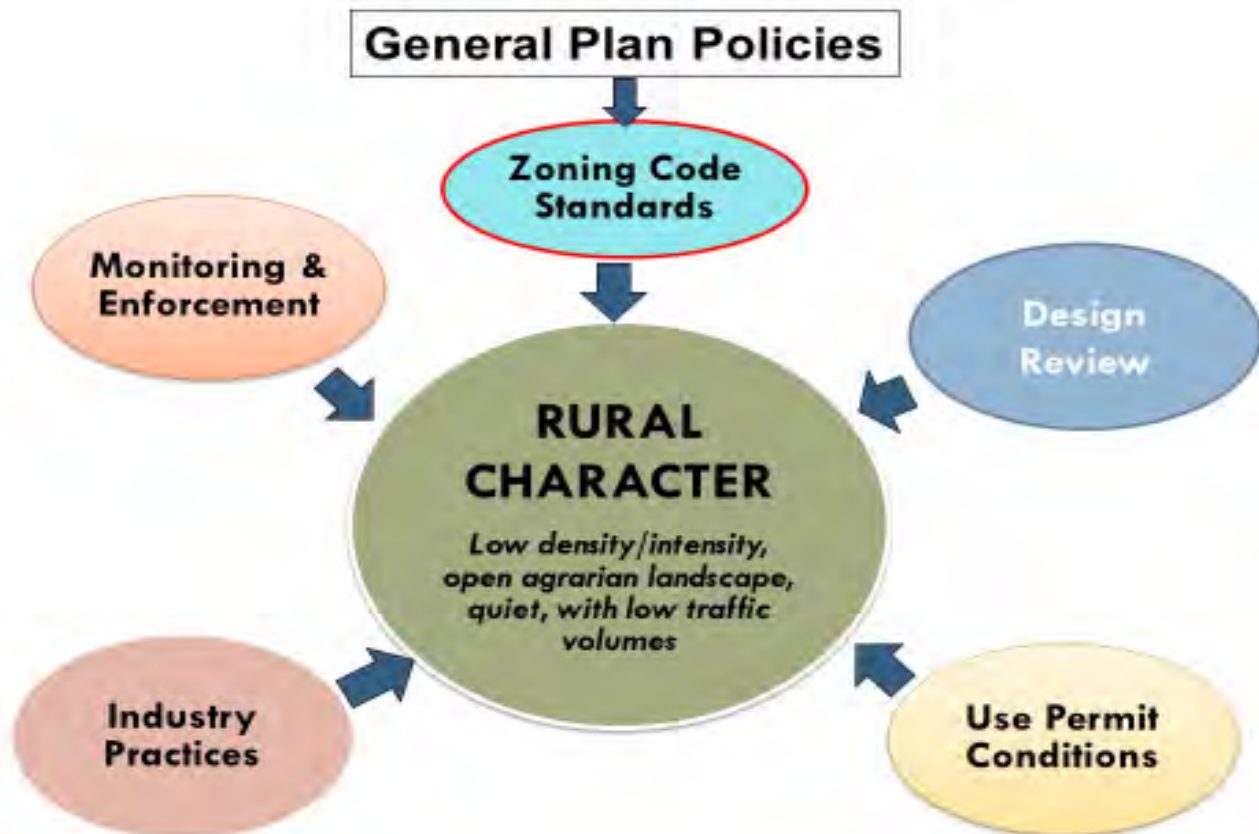 General Plan Policies
Zoning Code
Standards
Monitoring &
Enforcement
Design
Review
RURAL
CHARACTER
Low density/intensity,
open agrarian landscape,
quiet, with low traffic
volumes
Industry
Practices
Use Permit
Conditions